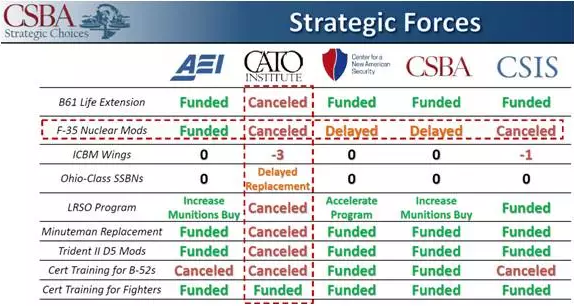 CSBA Strategic Forces
Strategic Choices
AEI CATO INSTITUTE Center for a New American Security CSBA CSIS
B61 Life Extension Funded Canceled Funded Funded Funded
F-35 Nuclear Mods Funded Canceled Delayed Delayed Canceled
ICBM Wings 0 -3 0 0 -1
Ohio-Class SSBNs 0 Delayed Replacement 0 0 0
LRSO Program Increase Munitions Buy Canceled Accelerate Program Increase Munitions Buy Funded
Minuteman Replacement Funded Canceled Funded Funded Funded
Trident II D5 Mods Funded Canceled Funded Funded Funded
Cert Training for B-52s Canceled Canceled Funded Funded Canceled
Cert Training for Fighters Funded Funded Funded Funded Funded